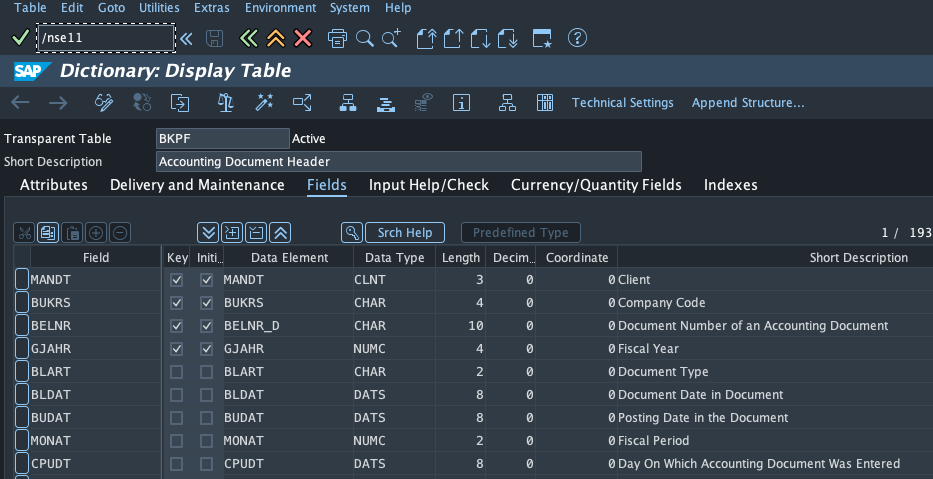 Table Edit Goto Utilities Extras Environment System Help
/nse11
SAP Dictionary: Display Table
Technical Settings Append Structure...
Transparent Table BKPF Active
Short Description Accounting Document Header
Attributes Delivery and Maintenance Fields Input Help/Check Currency/Quantity Fields Indexes
Srch Help Predefined Type 1 / 193
Field Key Initi... Data Element Data Type Length Decim... Coordinate Short Description
MANDT MANDT CLNT 3 0 0 Client
BUKRS BUKRS CHAR 4 0 0 Company Code
BELNR BELNR_D CHAR 10 0 0 Document Number of an Accounting Document
GJAHR GJAHR NUMC 4 0 0 Fiscal Year
BLART BLART CHAR 2 0 0 Document Type
BLDAT BLDAT DATS 8 0 0 Document Date in Document
BUDAT BUDAT DATS 8 0 0 Posting Date in the Document
MONAT MONAT NUMC 2 0 0 Fiscal Period
CPUDT CPUDT DATS 8 0 0 Day On Which Accounting Document Was Entered